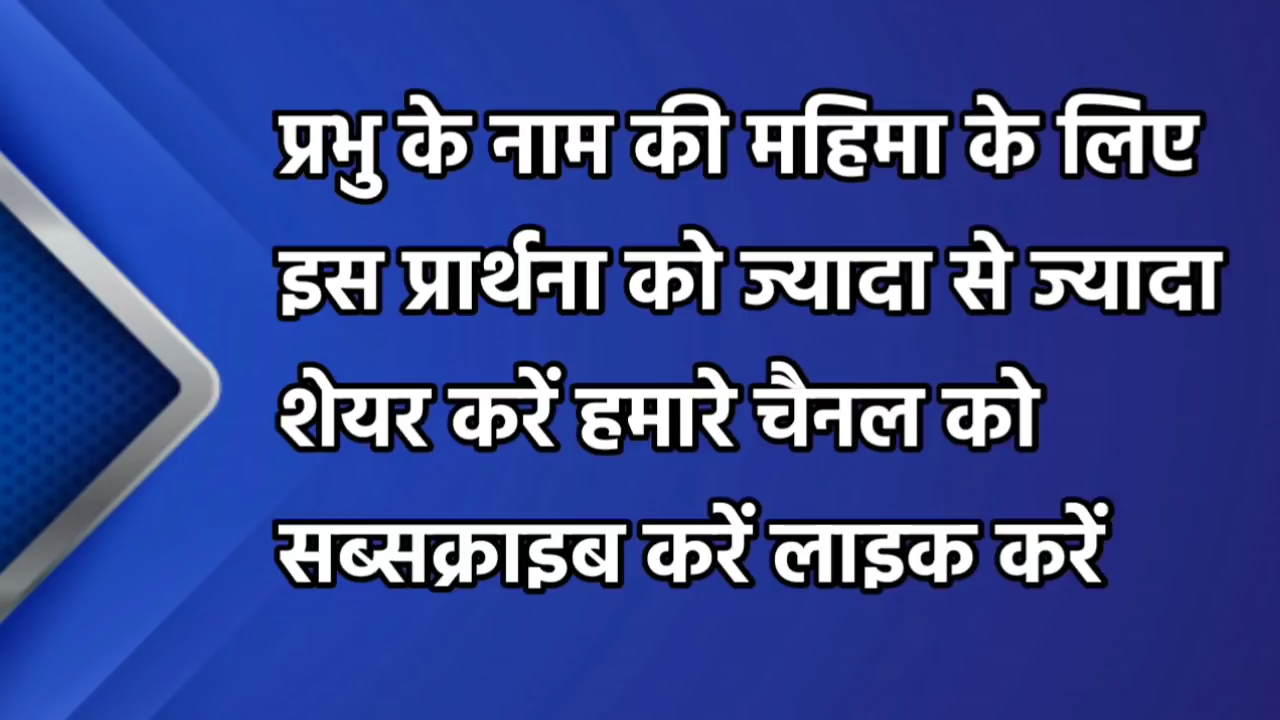 प्रभु के नाम की महिमा के लिए
इस प्रार्थना को ज्यादा से ज्यादा
शेयर करें हमारे चैनल को
सब्सक्राइब करें लाइक करें